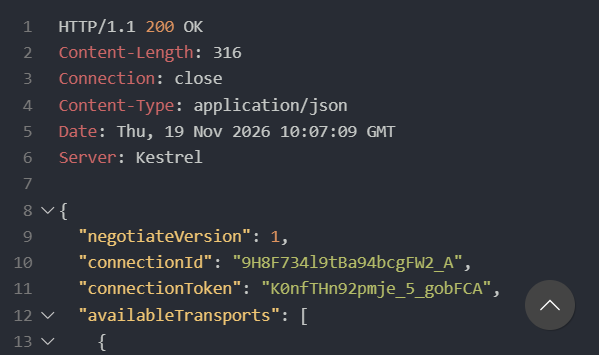 1 HTTP/1.1 200 OK
2 Content-Length: 316
3 Connection: close
4 Content-Type: application/json
5 Date: Thu, 19 Nov 2026 10:07:09 GMT
6 Server: Kestrel
7
8 {
9 "negotiateVersion": 1,
10 "connectionId": "9H8F734l9tBa94bcgFW2_A",
11 "connectionToken": "K0nfTHn92pmje_5_gobFCA",
12 "availableTransports": [
13 {